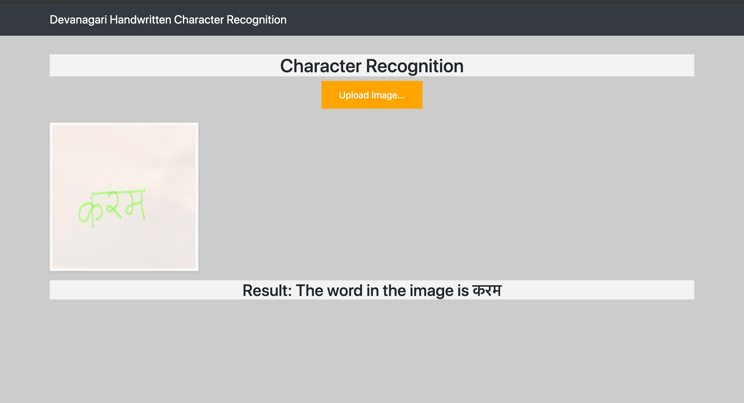 Devanagari Handwritten Character Recognition
Character Recognition
Upload Image...
करम
Result: The word in the image is करम